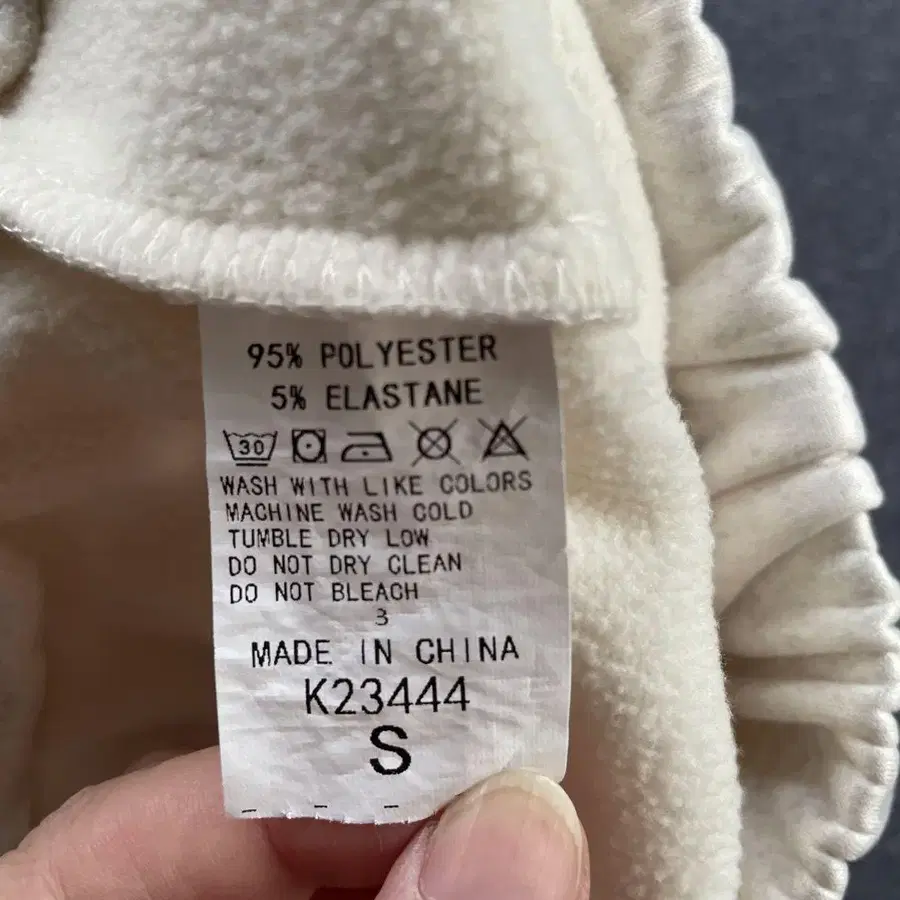 95% POLYESTER
5% ELASTANE
30
WASH WITH LIKE COLORS
MACHINE WASH COLD
TUMBLE DRY LOW
DO NOT DRY CLEAN
DO NOT BLEACH
3
MADE IN CHINA
K23444
S